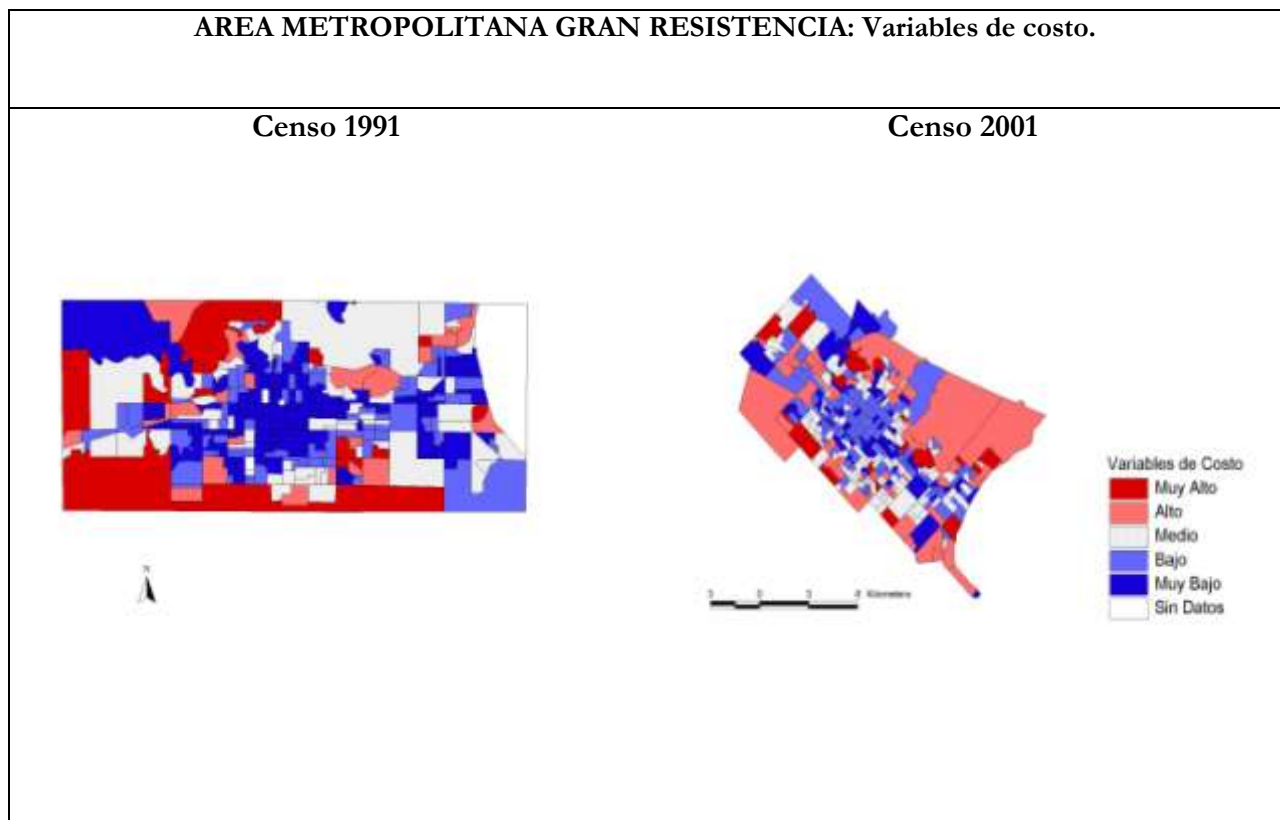 AREA METROPOLITANA GRAN RESISTENCIA: Variables de costo.
Censo 1991
Censo 2001
Variables de Costo
Muy Alto
Alto
Medio
Bajo
Muy Bajo
Sin Datos
N
Kilometers